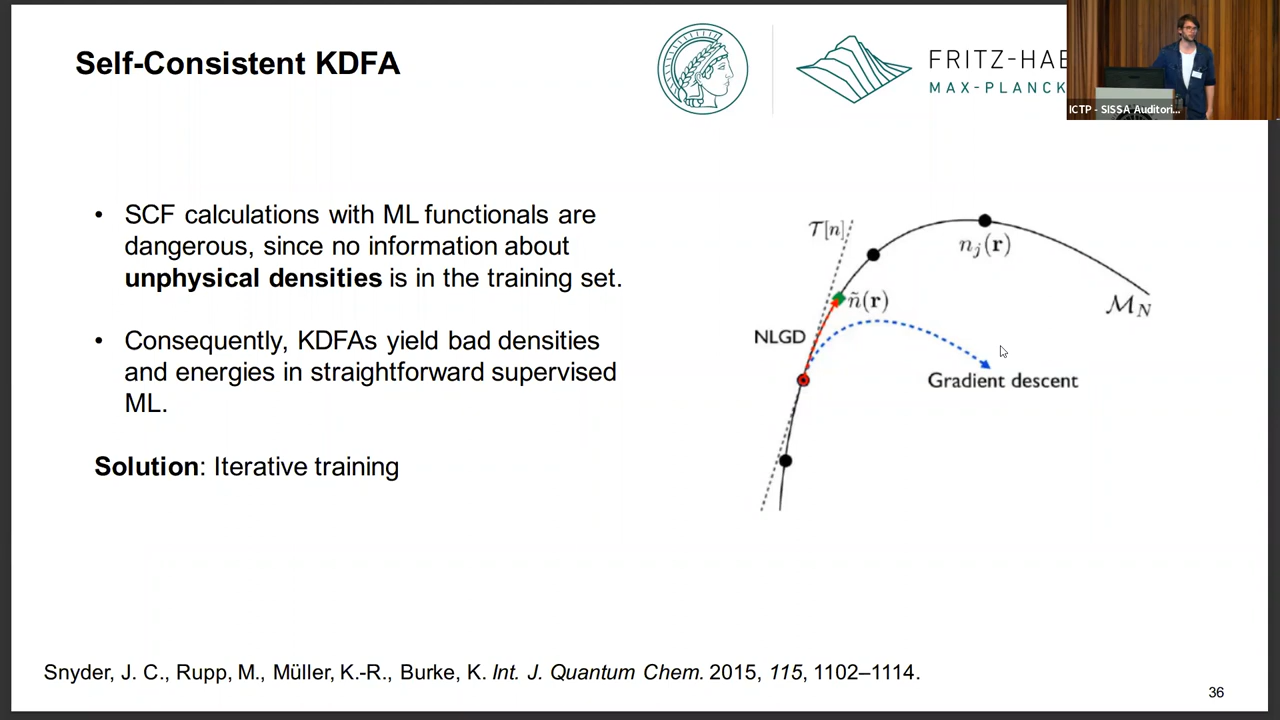 Self-Consistent KDFA
FRITZ-HAB
MAX-PLANCK
ICTP - SISSA Auditori...
• SCF calculations with ML functionals are
dangerous, since no information about
unphysical densities is in the training set.
• Consequently, KDFAs yield bad densities
and energies in straightforward supervised
ML.
Solution: Iterative training
𝒯[n]
nⱼ(r)
ñ(r)
ℳ_N
NLGD
Gradient descent
Snyder, J. C., Rupp, M., Müller, K.-R., Burke, K. Int. J. Quantum Chem. 2015, 115, 1102–1114.
36